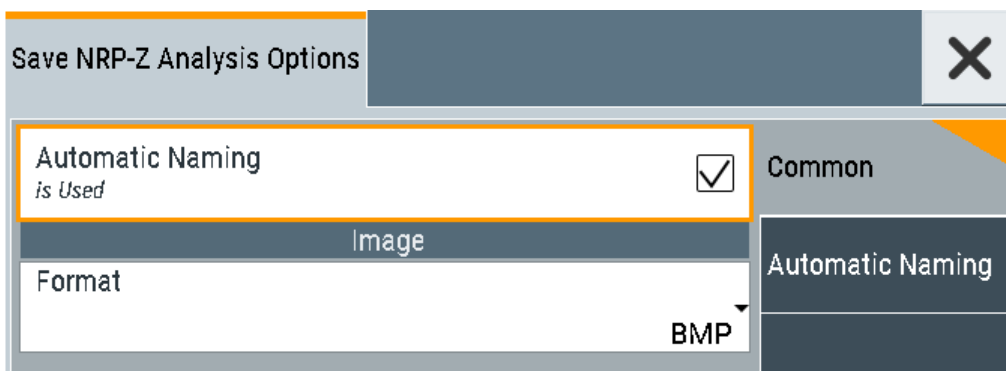 Save NRP-Z Analysis Options
Automatic Naming
is Used
Common
Image
Automatic Naming
Format
BMP